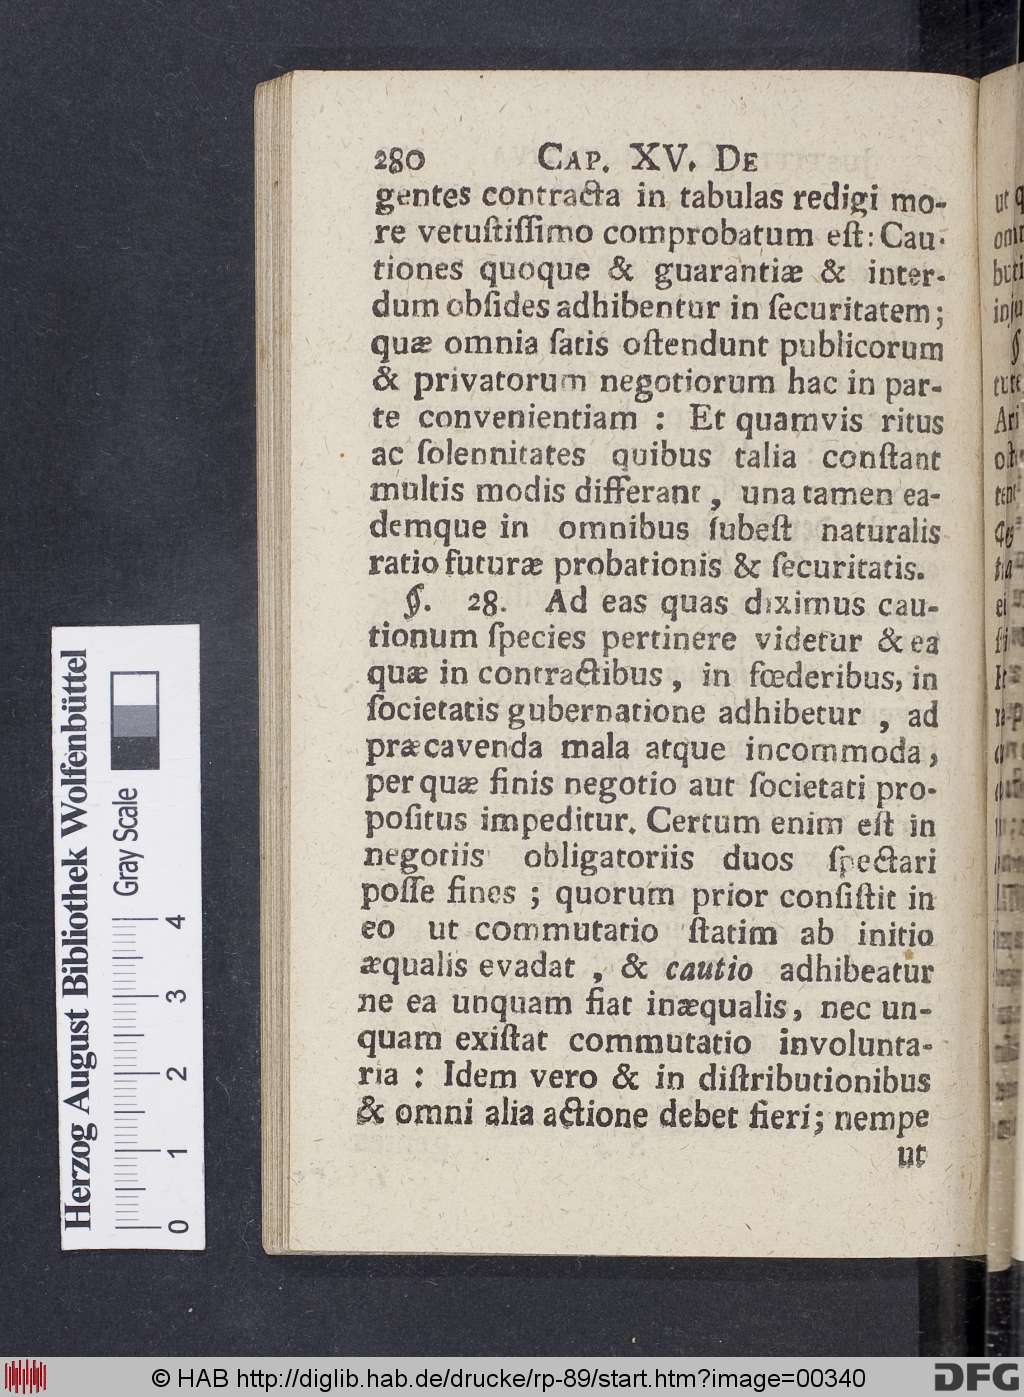 280 CAP. XV. DE
gentes contracta in tabulas redigi mo-
re vetuſtiſſimo comprobatum eſt: Cau-
tiones quoque & guarantiæ & inter-
dum obſides adhibentur in ſecuritatem;
quæ omnia ſatis oſtendunt publicorum
& privatorum negotiorum hac in par-
te convenientiam : Et quamvis ritus
ac ſolennitates quibus talia conſtant
multis modis differant, una tamen ea-
demque in omnibus ſubeſt naturalis
ratio futuræ probationis & ſecuritatis.
§. 28. Ad eas quas diximus cau-
tionum ſpecies pertinere videtur & ea
quæ in contractibus, in fœderibus, in
ſocietatis gubernatione adhibetur, ad
præcavenda mala atque incommoda,
per quæ finis negotio aut ſocietati pro-
poſitus impeditur. Certum enim eſt in
negotiis obligatoriis duos ſpectari
poſſe fines ; quorum prior conſiſtit in
eo ut commutatio ſtatim ab initio
æqualis evadat, & cautio adhibeatur
ne ea unquam fiat inæqualis, nec un-
quam exiſtat commutatio involunta-
ria : Idem vero & in diſtributionibus
& omni alia actione debet fieri; nempe
ut
Herzog August Bibliothek Wolfenbüttel
Gray Scale
0 1 2 3 4
© HAB http://diglib.hab.de/drucke/rp-89/start.htm?image=00340
DFG